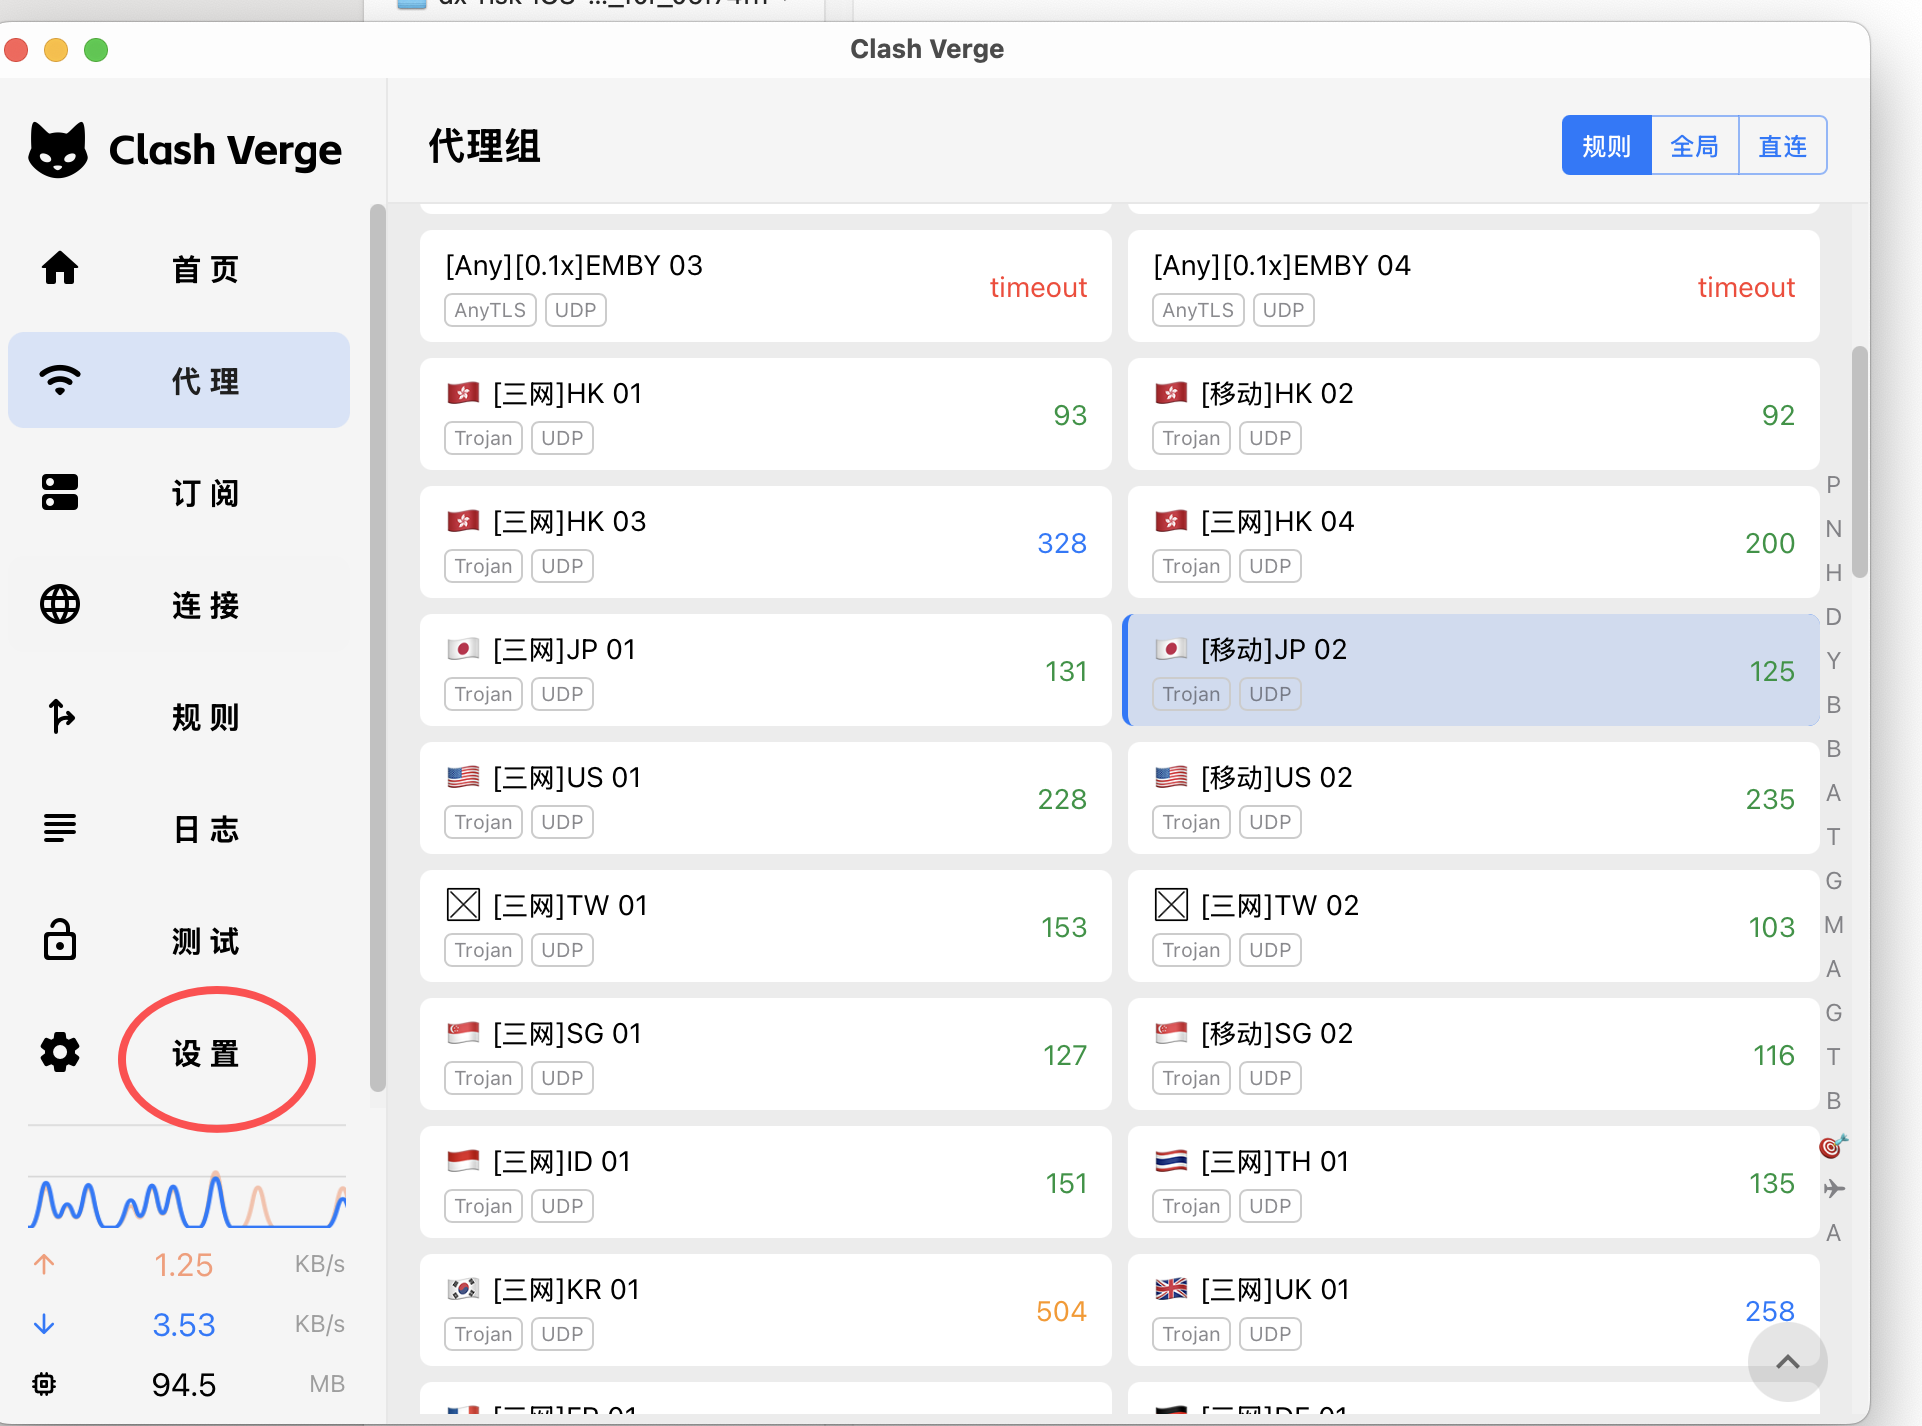 Clash Verge
Clash Verge
首页
代理
订阅
连接
规则
日志
测试
设置
1.25 KB/s
3.53 KB/s
94.5 MB
代理组
规则 全局 直连
[Any][0.1x]EMBY 03
AnyTLS UDP
timeout
[Any][0.1x]EMBY 04
AnyTLS UDP
timeout
[三网]HK 01
Trojan UDP
93
[移动]HK 02
Trojan UDP
92
[三网]HK 03
Trojan UDP
328
[三网]HK 04
Trojan UDP
200
[三网]JP 01
Trojan UDP
131
[移动]JP 02
Trojan UDP
125
[三网]US 01
Trojan UDP
228
[移动]US 02
Trojan UDP
235
[三网]TW 01
Trojan UDP
153
[三网]TW 02
Trojan UDP
103
[三网]SG 01
Trojan UDP
127
[移动]SG 02
Trojan UDP
116
[三网]ID 01
Trojan UDP
151
[三网]TH 01
Trojan UDP
135
[三网]KR 01
Trojan UDP
504
[三网]UK 01
Trojan UDP
258
[三网]FR 01
[三网]DE 01
P
N
H
D
Y
B
B
A
T
G
M
A
G
T
B
A